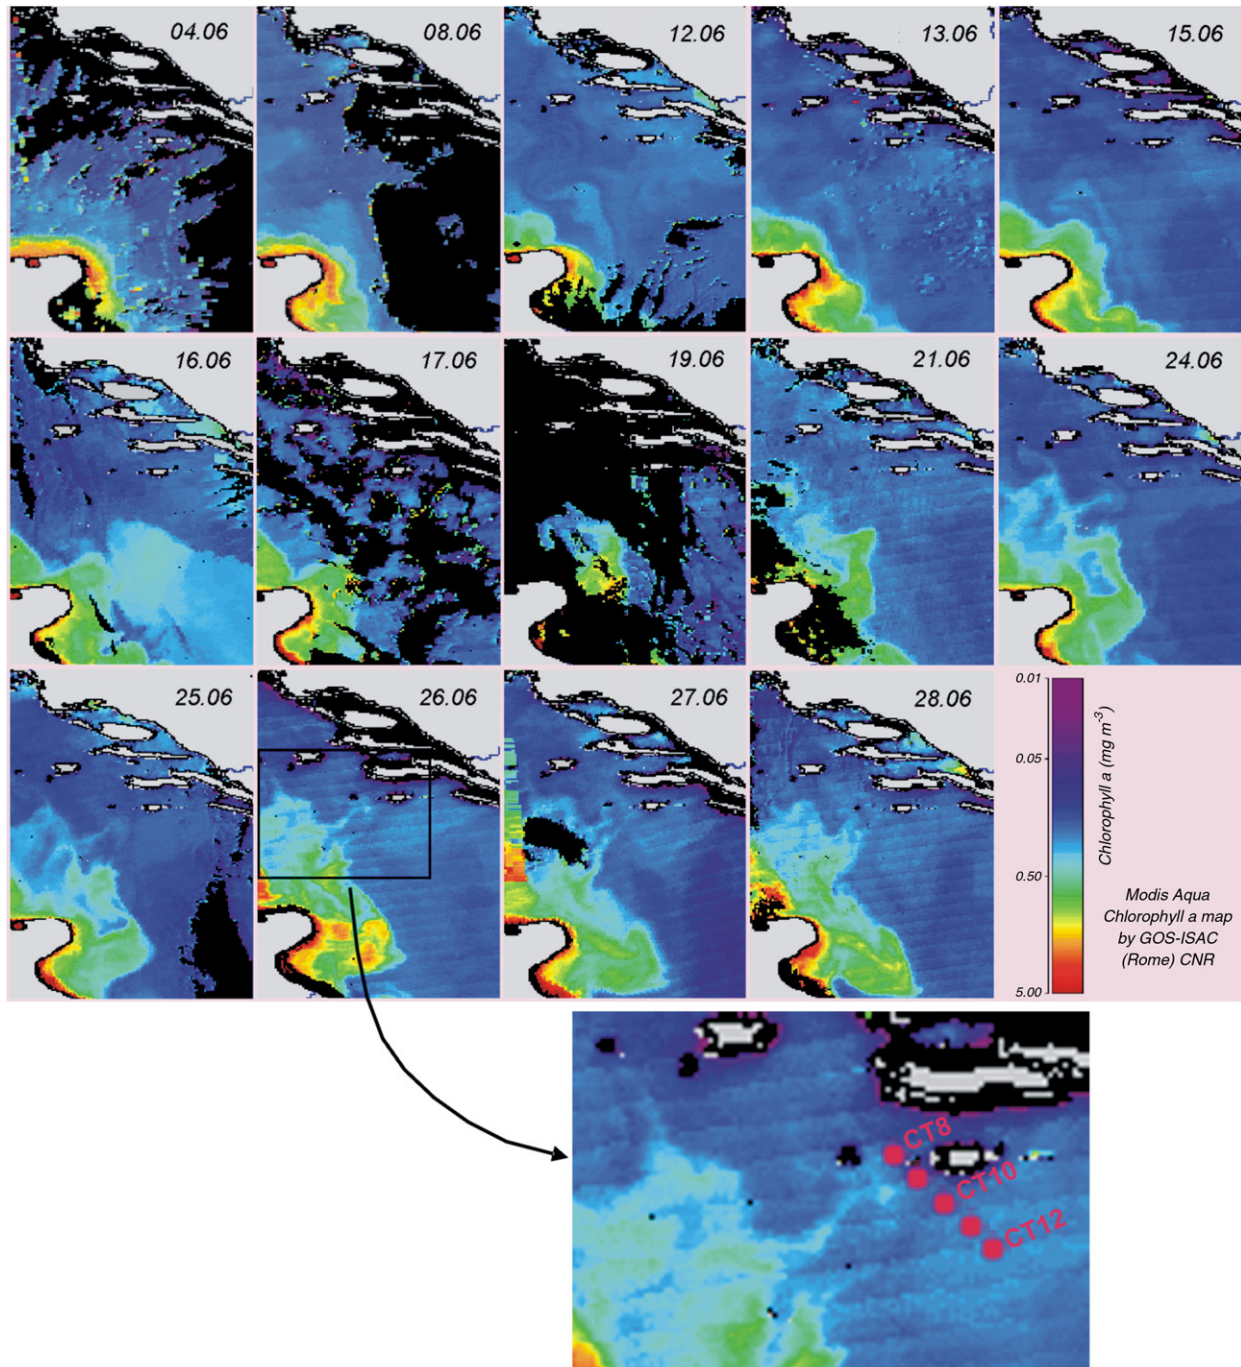 04.06
08.06
12.06
13.06
15.06
16.06
17.06
19.06
21.06
24.06
25.06
26.06
27.06
28.06
0.01
0.05
0.50
5.00
Chlorophyll a (mg m⁻³)
Modis Aqua
Chlorophyll a map
by GOS-ISAC
(Rome) CNR
CT8
CT10
CT12